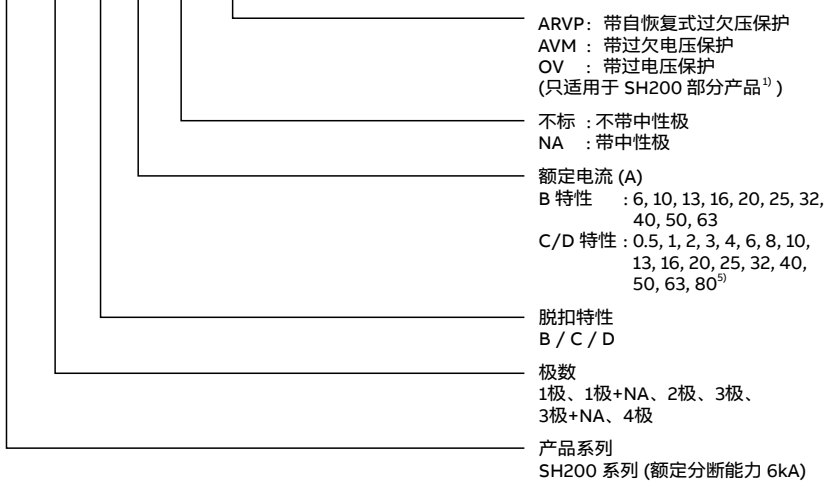 ARVP: 带自恢复式过欠压保护
AVM : 带过欠电压保护
OV : 带过电压保护
(只适用于 SH200 部分产品¹⁾ )
不标 : 不带中性极
NA : 带中性极
额定电流 (A)
B 特性 : 6, 10, 13, 16, 20, 25, 32,
40, 50, 63
C/D 特性 : 0.5, 1, 2, 3, 4, 6, 8, 10,
13, 16, 20, 25, 32, 40,
50, 63, 80⁵⁾
脱扣特性
B / C / D
极数
1极、1极+NA、2极、3极、
3极+NA、4极
产品系列
SH200 系列 (额定分断能力 6kA)